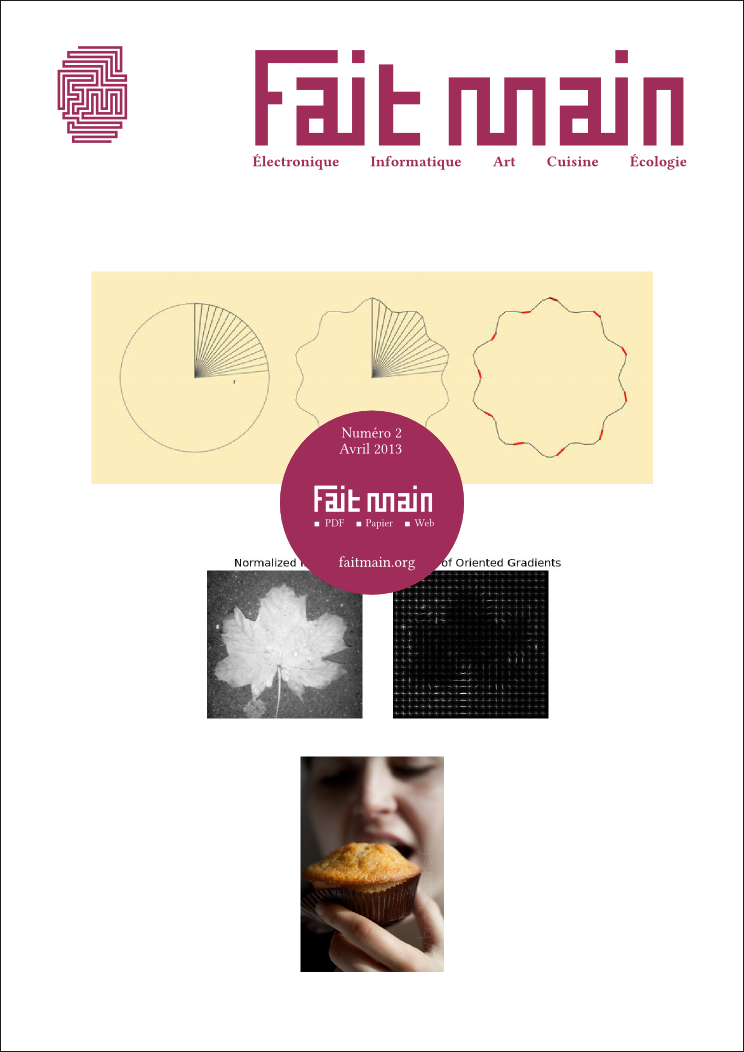 Fait main
Électronique Informatique Art Cuisine Écologie
r
Numéro 2
Avril 2013
Fait main
PDF Papier Web
faitmain.org
Normalized of Oriented Gradients